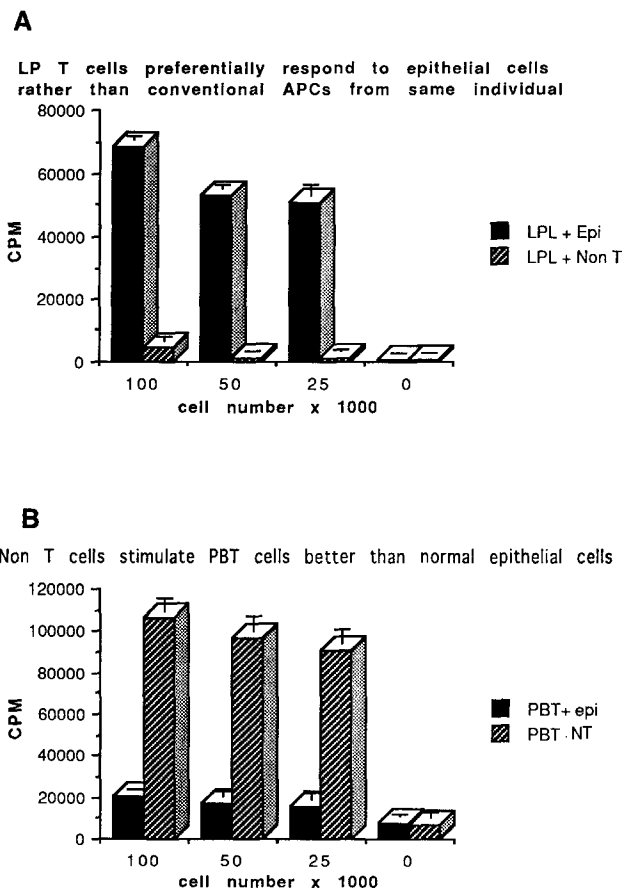 A
LP T cells preferentially respond to epithelial cells
rather than conventional APCs from same individual
80000
60000
40000
20000
0
CPM
100 50 25 0
cell number x 1000
LPL + Epi
LPL + Non T
B
Non T cells stimulate PBT cells better than normal epithelial cells
120000
100000
80000
60000
40000
20000
0
CPM
100 50 25 0
cell number x 1000
PBT+ epi
PBT · NT